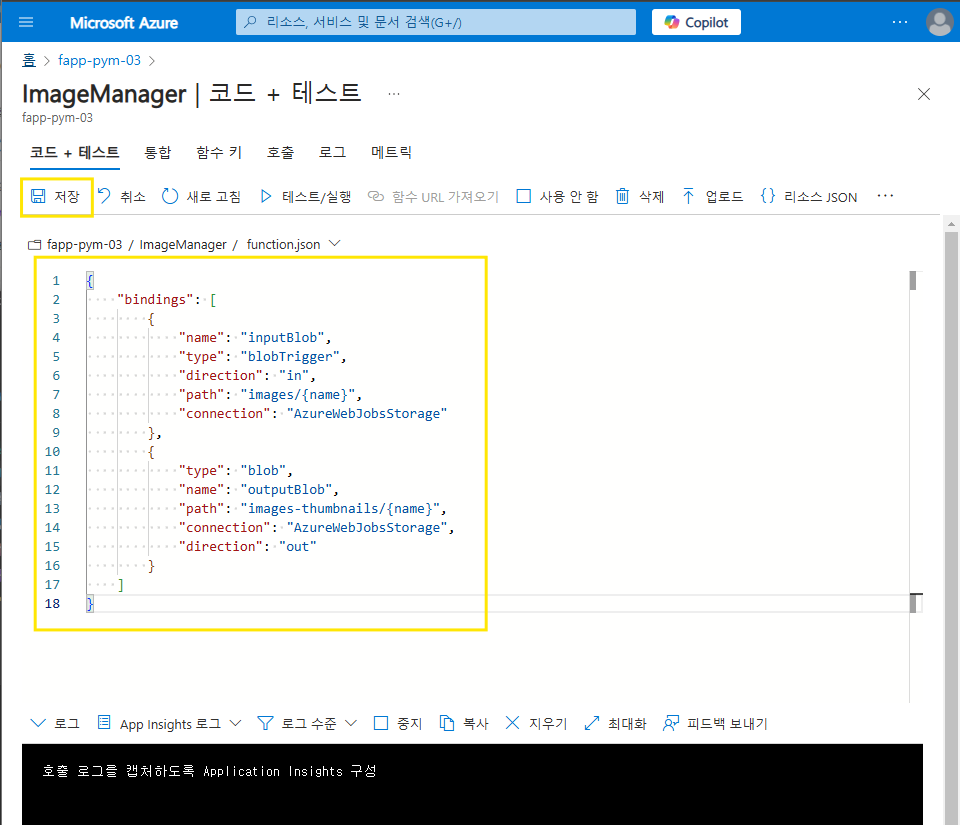 Microsoft Azure
리소스, 서비스 및 문서 검색(G+/)
Copilot
홈 > fapp-pym-03 >
ImageManager | 코드 + 테스트 ...
fapp-pym-03
코드 + 테스트 통합 함수 키 호출 로그 메트릭
저장 취소 새로 고침 테스트/실행 함수 URL 가져오기 사용 안 함 삭제 업로드 {} 리소스 JSON ...
fapp-pym-03 / ImageManager / function.json
1 {
2 "bindings": [
3 {
4 "name": "inputBlob",
5 "type": "blobTrigger",
6 "direction": "in",
7 "path": "images/{name}",
8 "connection": "AzureWebJobsStorage"
9 },
10 {
11 "type": "blob",
12 "name": "outputBlob",
13 "path": "images-thumbnails/{name}",
14 "connection": "AzureWebJobsStorage",
15 "direction": "out"
16 }
17 ]
18 }
로그 App Insights 로그 로그 수준 중지 복사 지우기 최대화 피드백 보내기
호출 로그를 캡처하도록 Application Insights 구성